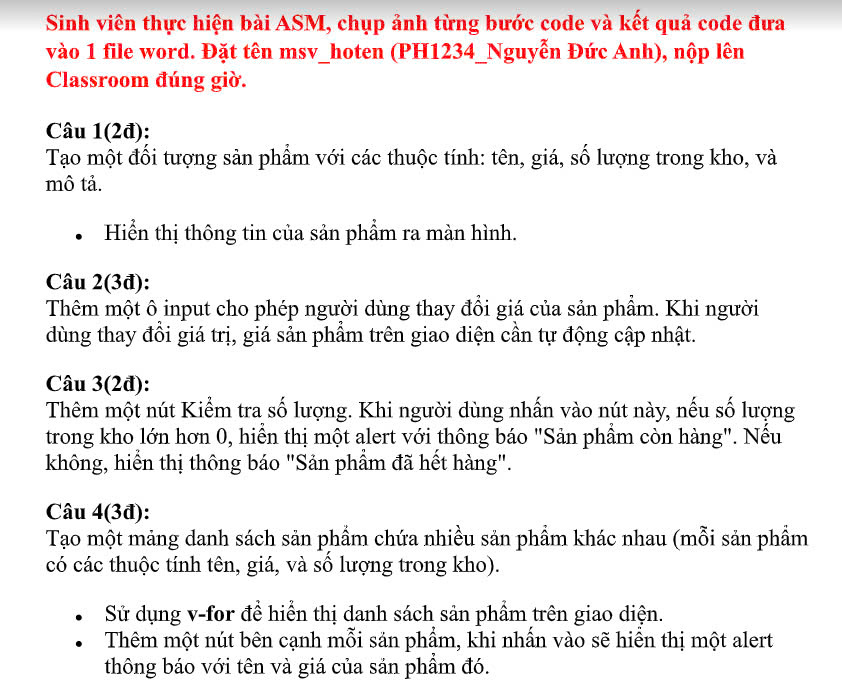 Sinh viên thực hiện bài ASM, chụp ảnh từng bước code và kết quả code đưa
vào 1 file word. Đặt tên msv_hoten (PH1234_Nguyễn Đức Anh), nộp lên
Classroom đúng giờ.
Câu 1(2đ):
Tạo một đối tượng sản phẩm với các thuộc tính: tên, giá, số lượng trong kho, và
mô tả.
• Hiển thị thông tin của sản phẩm ra màn hình.
Câu 2(3đ):
Thêm một ô input cho phép người dùng thay đổi giá của sản phẩm. Khi người
dùng thay đổi giá trị, giá sản phẩm trên giao diện cần tự động cập nhật.
Câu 3(2đ):
Thêm một nút Kiểm tra số lượng. Khi người dùng nhấn vào nút này, nếu số lượng
trong kho lớn hơn 0, hiển thị một alert với thông báo "Sản phẩm còn hàng". Nếu
không, hiển thị thông báo "Sản phẩm đã hết hàng".
Câu 4(3đ):
Tạo một mảng danh sách sản phẩm chứa nhiều sản phẩm khác nhau (mỗi sản phẩm
có các thuộc tính tên, giá, và số lượng trong kho).
• Sử dụng v-for để hiển thị danh sách sản phẩm trên giao diện.
• Thêm một nút bên cạnh mỗi sản phẩm, khi nhấn vào sẽ hiển thị một alert
thông báo với tên và giá của sản phẩm đó.